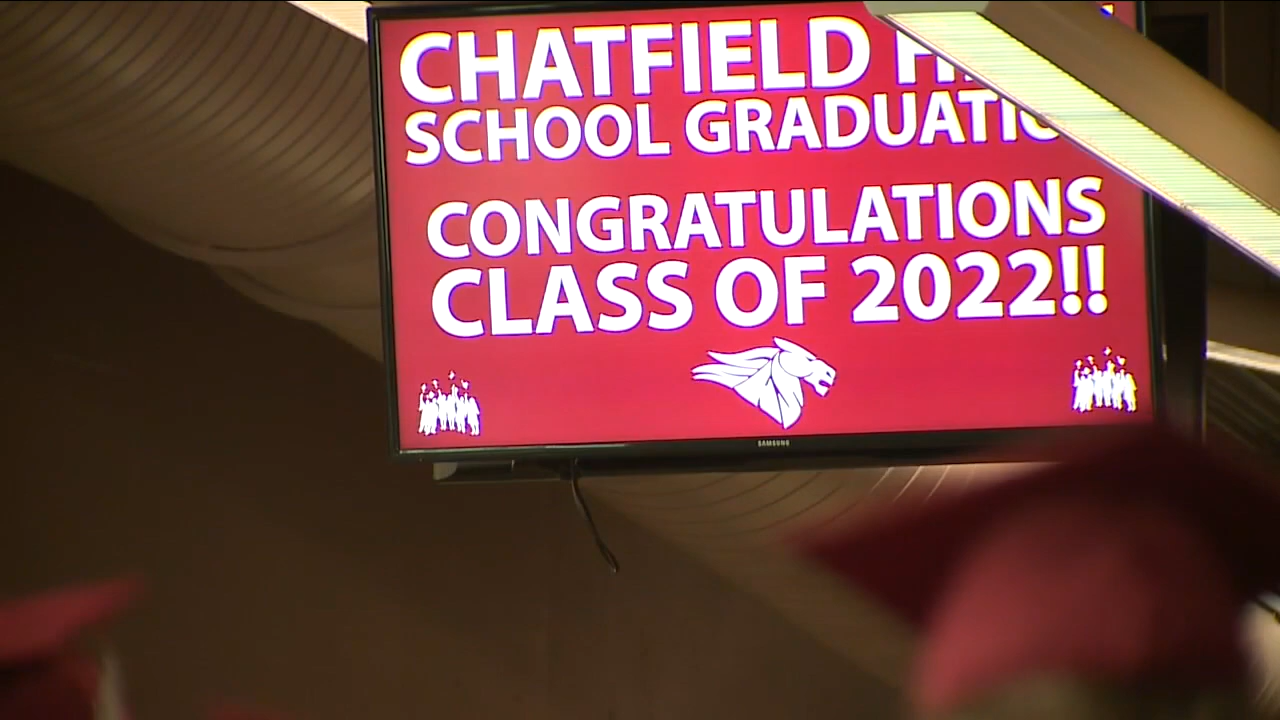 CHATFIELD
SCHOOL
CONGRATULATIONS
CLASS OF 2022!!
SAMSUNG